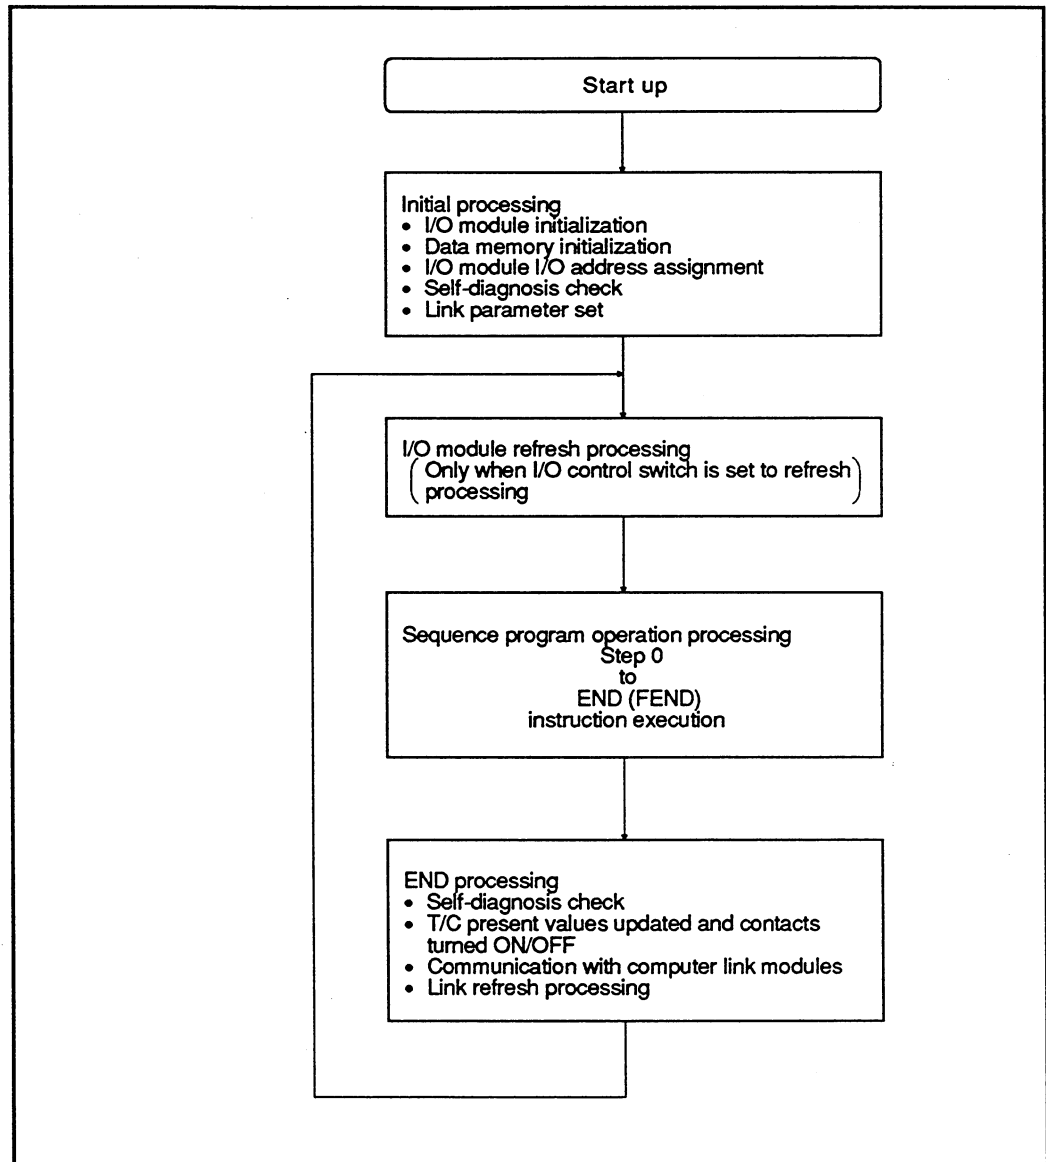 Start up
Initial processing
• I/O module initialization
• Data memory initialization
• I/O module I/O address assignment
• Self-diagnosis check
• Link parameter set
I/O module refresh processing
(Only when I/O control switch is set to refresh
processing)
Sequence program operation processing
Step 0
to
END (FEND)
instruction execution
END processing
• Self-diagnosis check
• T/C present values updated and contacts
turned ON/OFF
• Communication with computer link modules
• Link refresh processing